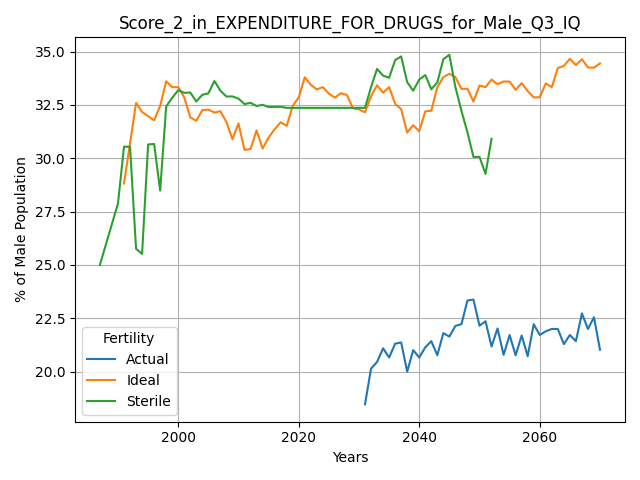 Score_2_in_EXPENDITURE_FOR_DRUGS_for_Male_Q3_IQ
35.0
32.5
30.0
27.5
25.0
22.5
20.0
% of Male Population
Fertility
Actual
Ideal
Sterile
2000
2020
2040
2060
Years